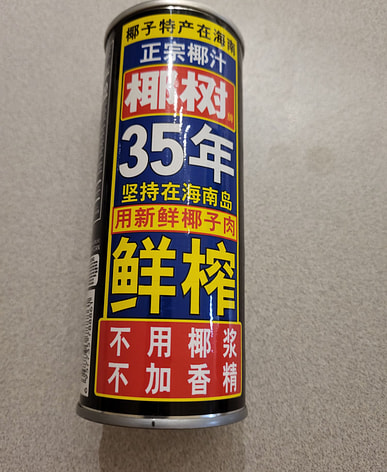 椰子特产在海南
正宗椰汁
椰树
35年
坚持在海南岛
用新鲜椰子肉
鲜榨
不用椰浆
不加香精